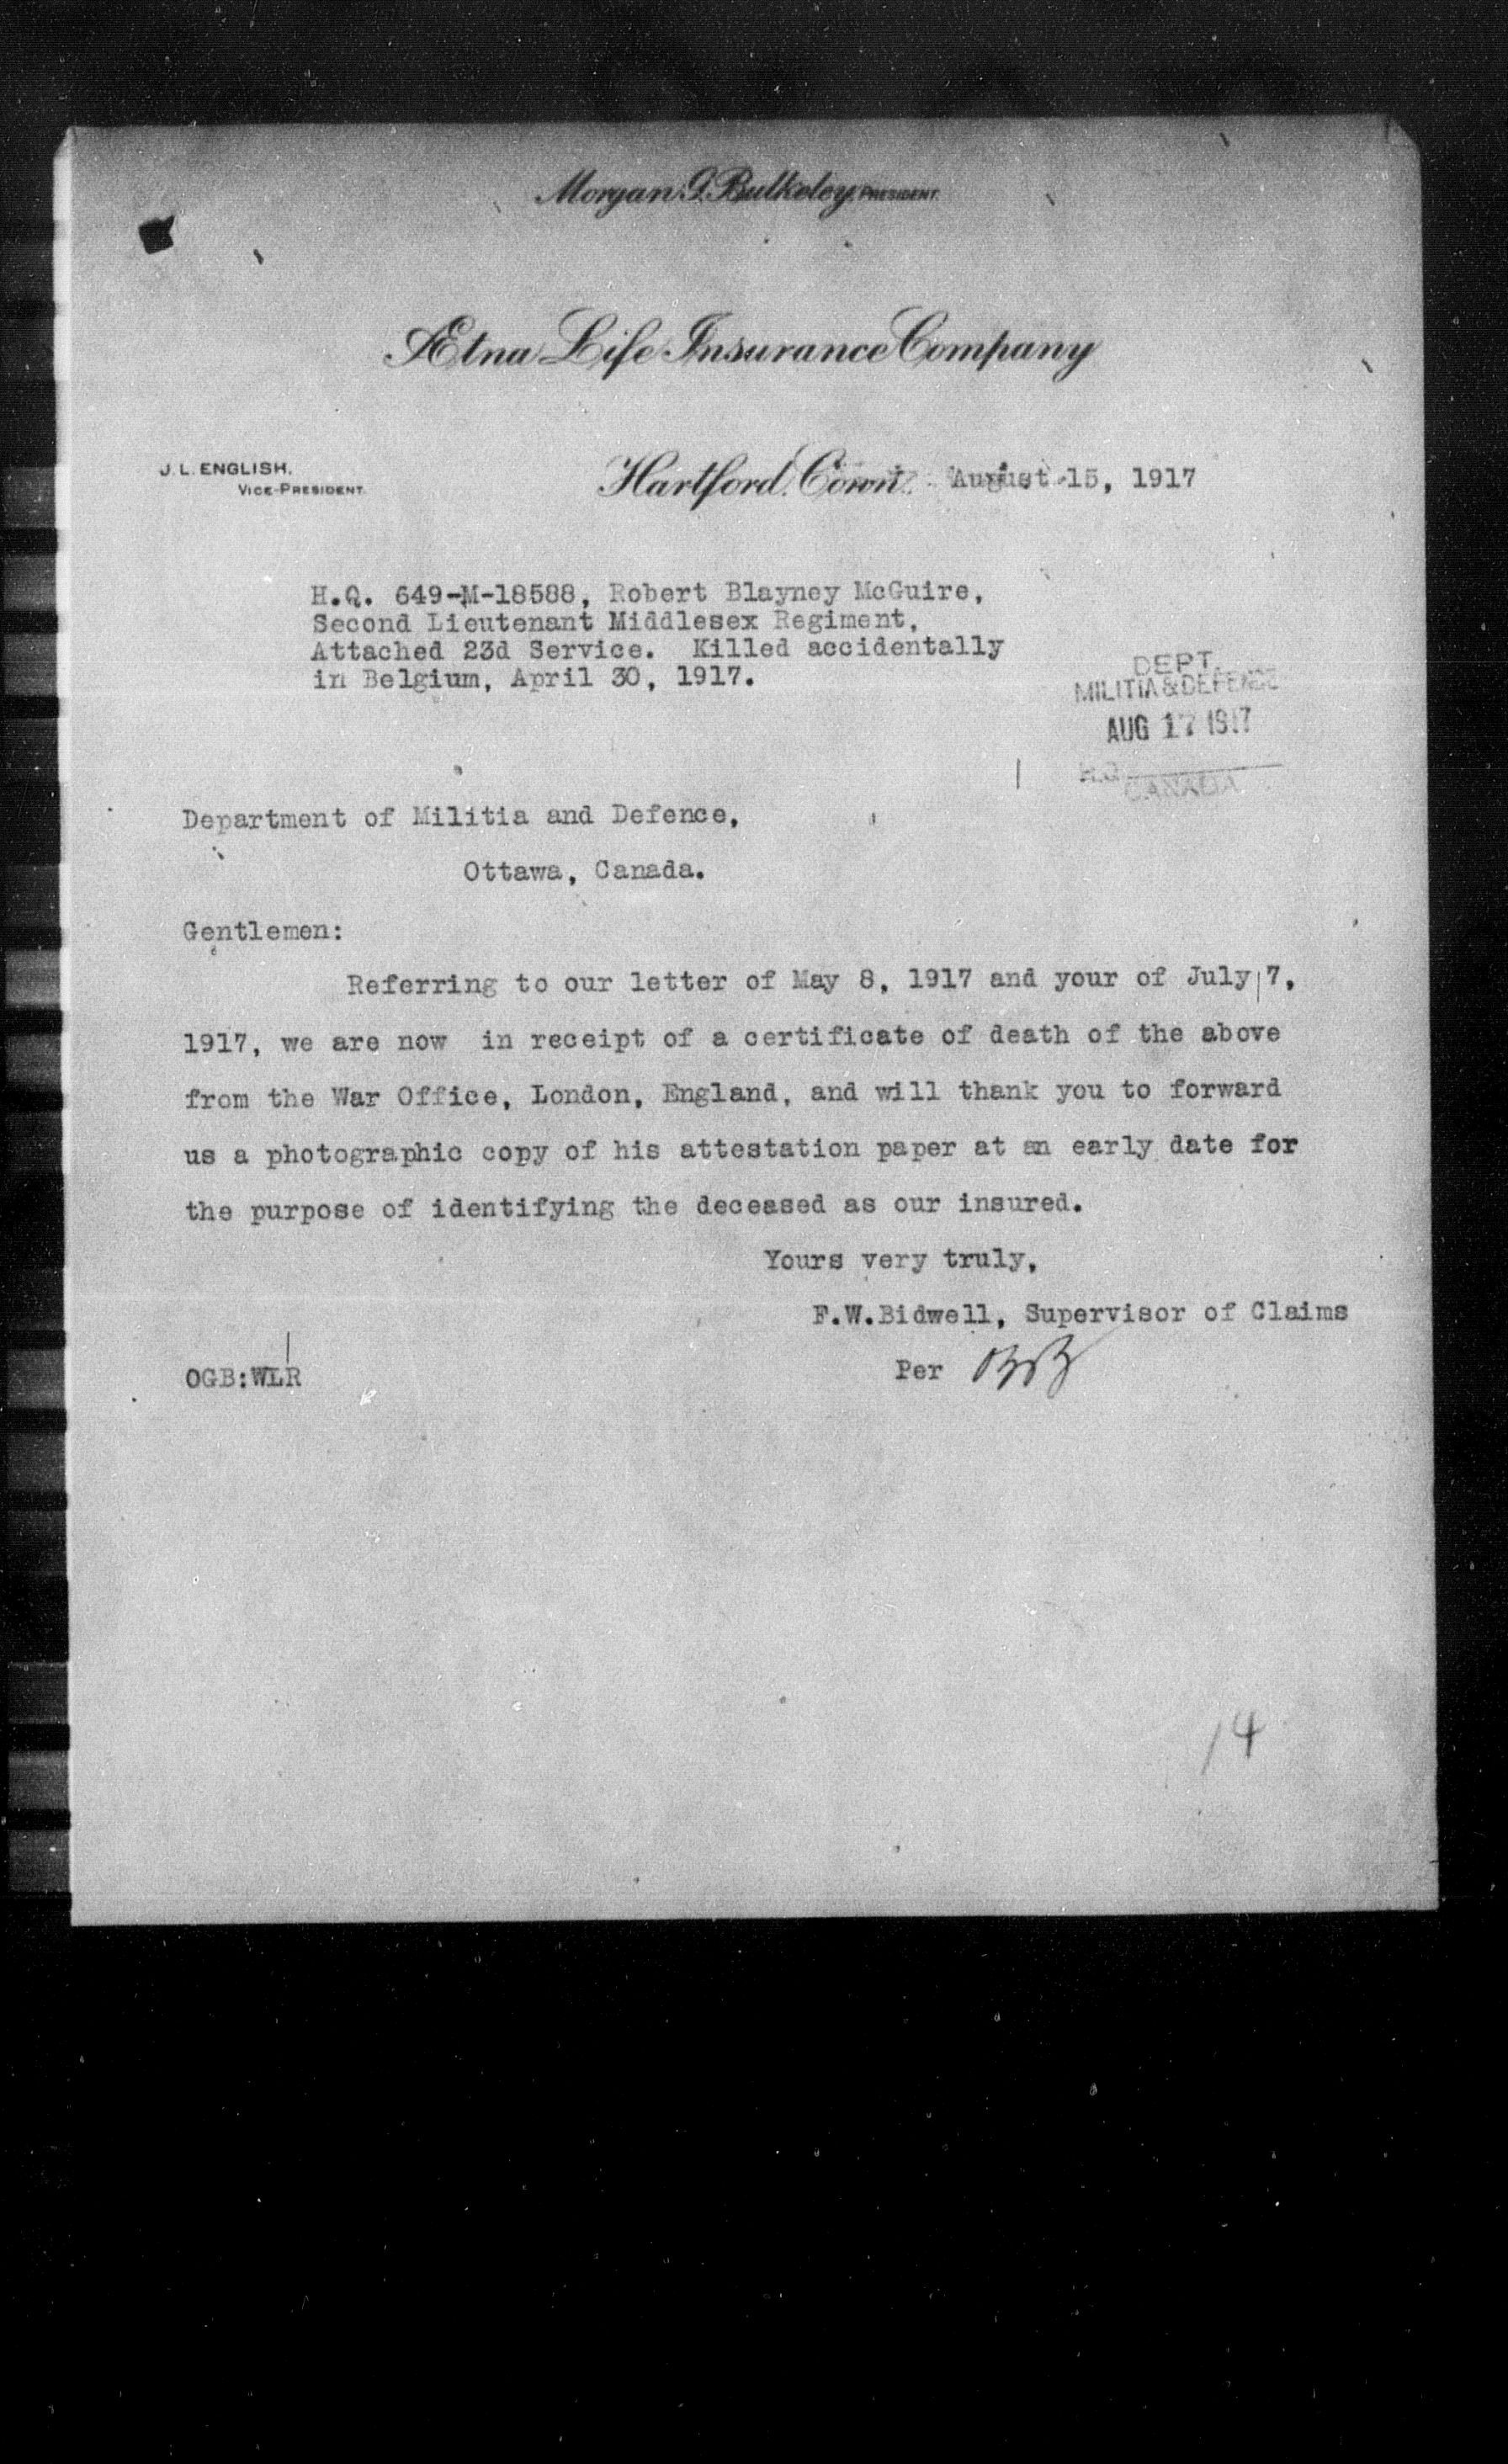 Morgan G. Bulkeley, PRESIDENT.
Ætna Life Insurance Company
J. L. ENGLISH,
VICE-PRESIDENT.
Hartford, Conn. August 15, 1917
H.Q. 649-M-18588, Robert Blayney McGuire,
Second Lieutenant Middlesex Regiment,
Attached 23d Service. Killed accidentally
in Belgium, April 30, 1917.
DEPT.
MILITIA & DEFENCE
AUG 17 1917
H.Q.
CANADA
Department of Militia and Defence,
Ottawa, Canada.
Gentlemen:
Referring to our letter of May 8, 1917 and your of July 7,
1917, we are now in receipt of a certificate of death of the above
from the War Office, London, England, and will thank you to forward
us a photographic copy of his attestation paper at an early date for
the purpose of identifying the deceased as our insured.
Yours very truly,
F.W.Bidwell, Supervisor of Claims
Per
OGB:WLR
14